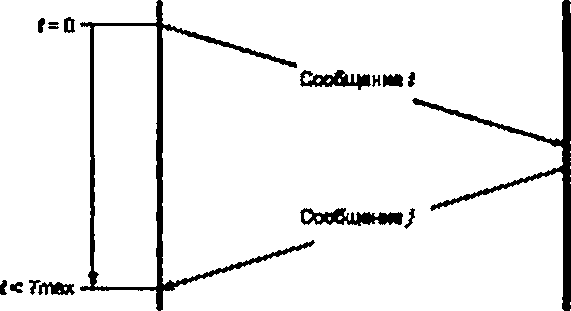 t = 0
Сообщение i
Сообщение j
t < Tmax